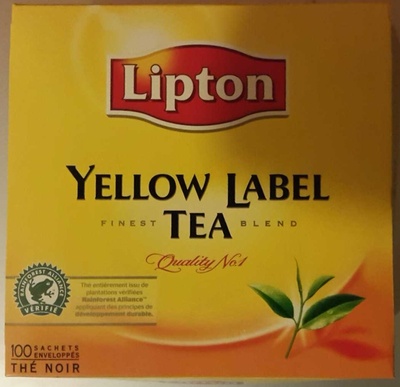 Lipton
YELLOW LABEL
FINEST TEA BLEND
Quality No1
RAINFOREST ALLIANCE
VÉRIFIÉ
Thé entièrement issu de
plantations vérifiées
Rainforest Alliance™
appliquant des principes de
développement durable.
100 SACHETS
ENVELOPPÉS
THÉ NOIR